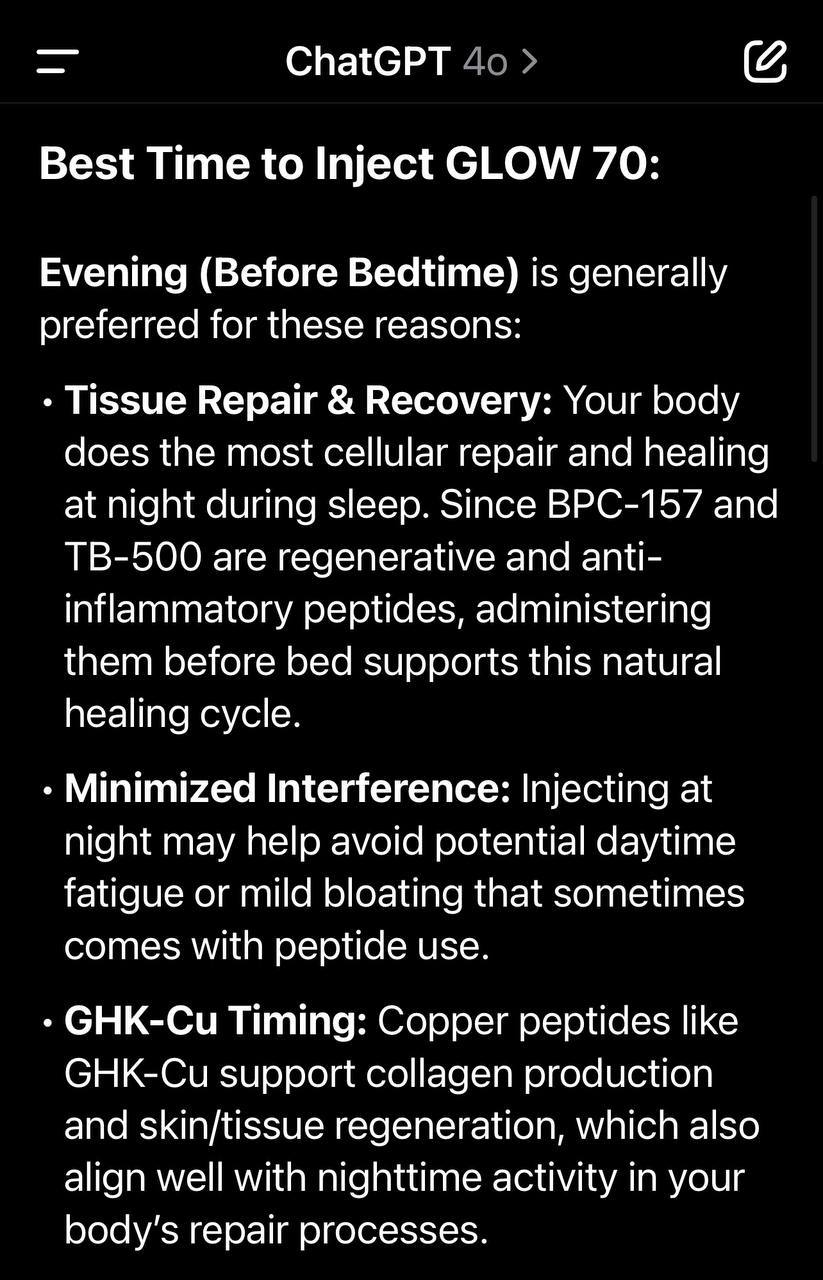 ChatGPT 4o >
Best Time to Inject GLOW 70:
Evening (Before Bedtime) is generally
preferred for these reasons:
• Tissue Repair & Recovery: Your body
does the most cellular repair and healing
at night during sleep. Since BPC-157 and
TB-500 are regenerative and anti-
inflammatory peptides, administering
them before bed supports this natural
healing cycle.
• Minimized Interference: Injecting at
night may help avoid potential daytime
fatigue or mild bloating that sometimes
comes with peptide use.
• GHK-Cu Timing: Copper peptides like
GHK-Cu support collagen production
and skin/tissue regeneration, which also
align well with nighttime activity in your
body’s repair processes.